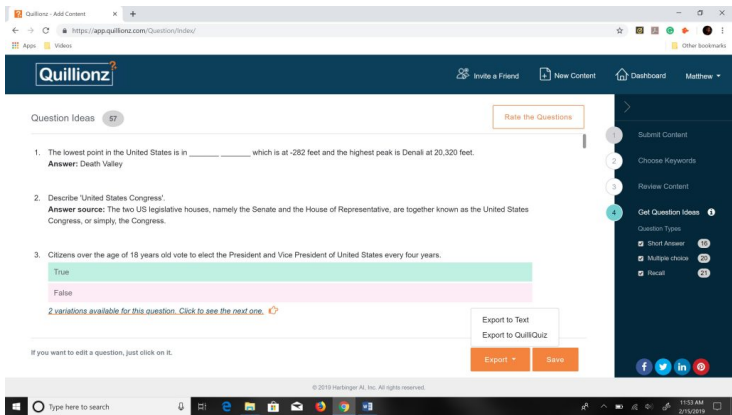 Quillionz - Add Content
https://app.quillionz.com/Question/Index/
Apps Videos Other bookmarks
Quillionz?
Invite a Friend New Content Dashboard Matthew
Question Ideas 57
Rate the Questions
1. The lowest point in the United States is in _______ _______ which is at -282 feet and the highest peak is Denali at 20,320 feet.
Answer: Death Valley
2. Describe 'United States Congress'.
Answer source: The two US legislative houses, namely the Senate and the House of Representative, are together known as the United States
Congress, or simply, the Congress.
3. Citizens over the age of 18 years old vote to elect the President and Vice President of United States every four years.
True
False
2 variations available for this question. Click to see the next one.
Export to Text
Export to QuilliQuiz
If you want to edit a question, just click on it.
Export Save
1 Submit Content
2 Choose Keywords
3 Review Content
4 Get Question Ideas
Question Types
Short Answer 16
Multiple choice 20
Recall 21
© 2019 Harbinger AI, Inc. All rights reserved.
Type here to search
11:53 AM
2/15/2019